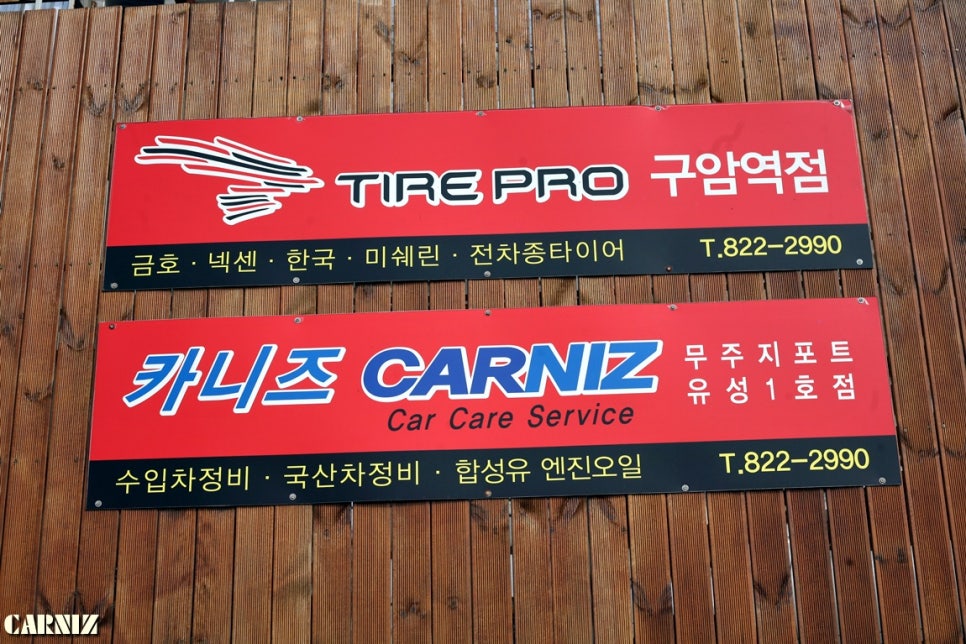 TIRE PRO 구암역점
금호 · 넥센 · 한국 · 미쉐린 · 전차종타이어 T.822-2990
카니즈 CARNIZ 무주지포트
유성1호점
Car Care Service
수입차정비 · 국산차정비 · 합성유 엔진오일 T.822-2990
CARNIZ